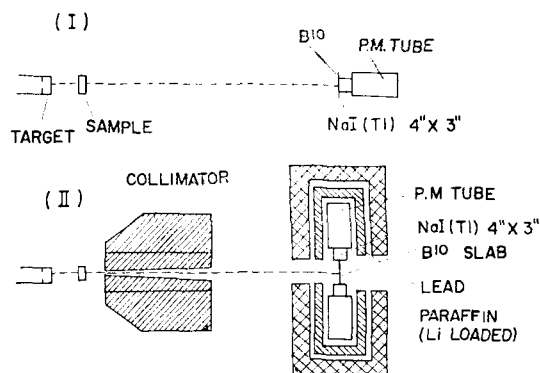 (I)
B10
P.M. TUBE
TARGET
SAMPLE
NaI(Tl) 4"X 3"
(II)
COLLIMATOR
P.M TUBE
NaI(Tl) 4"X 3"
B10 SLAB
LEAD
PARAFFIN
(Li LOADED)